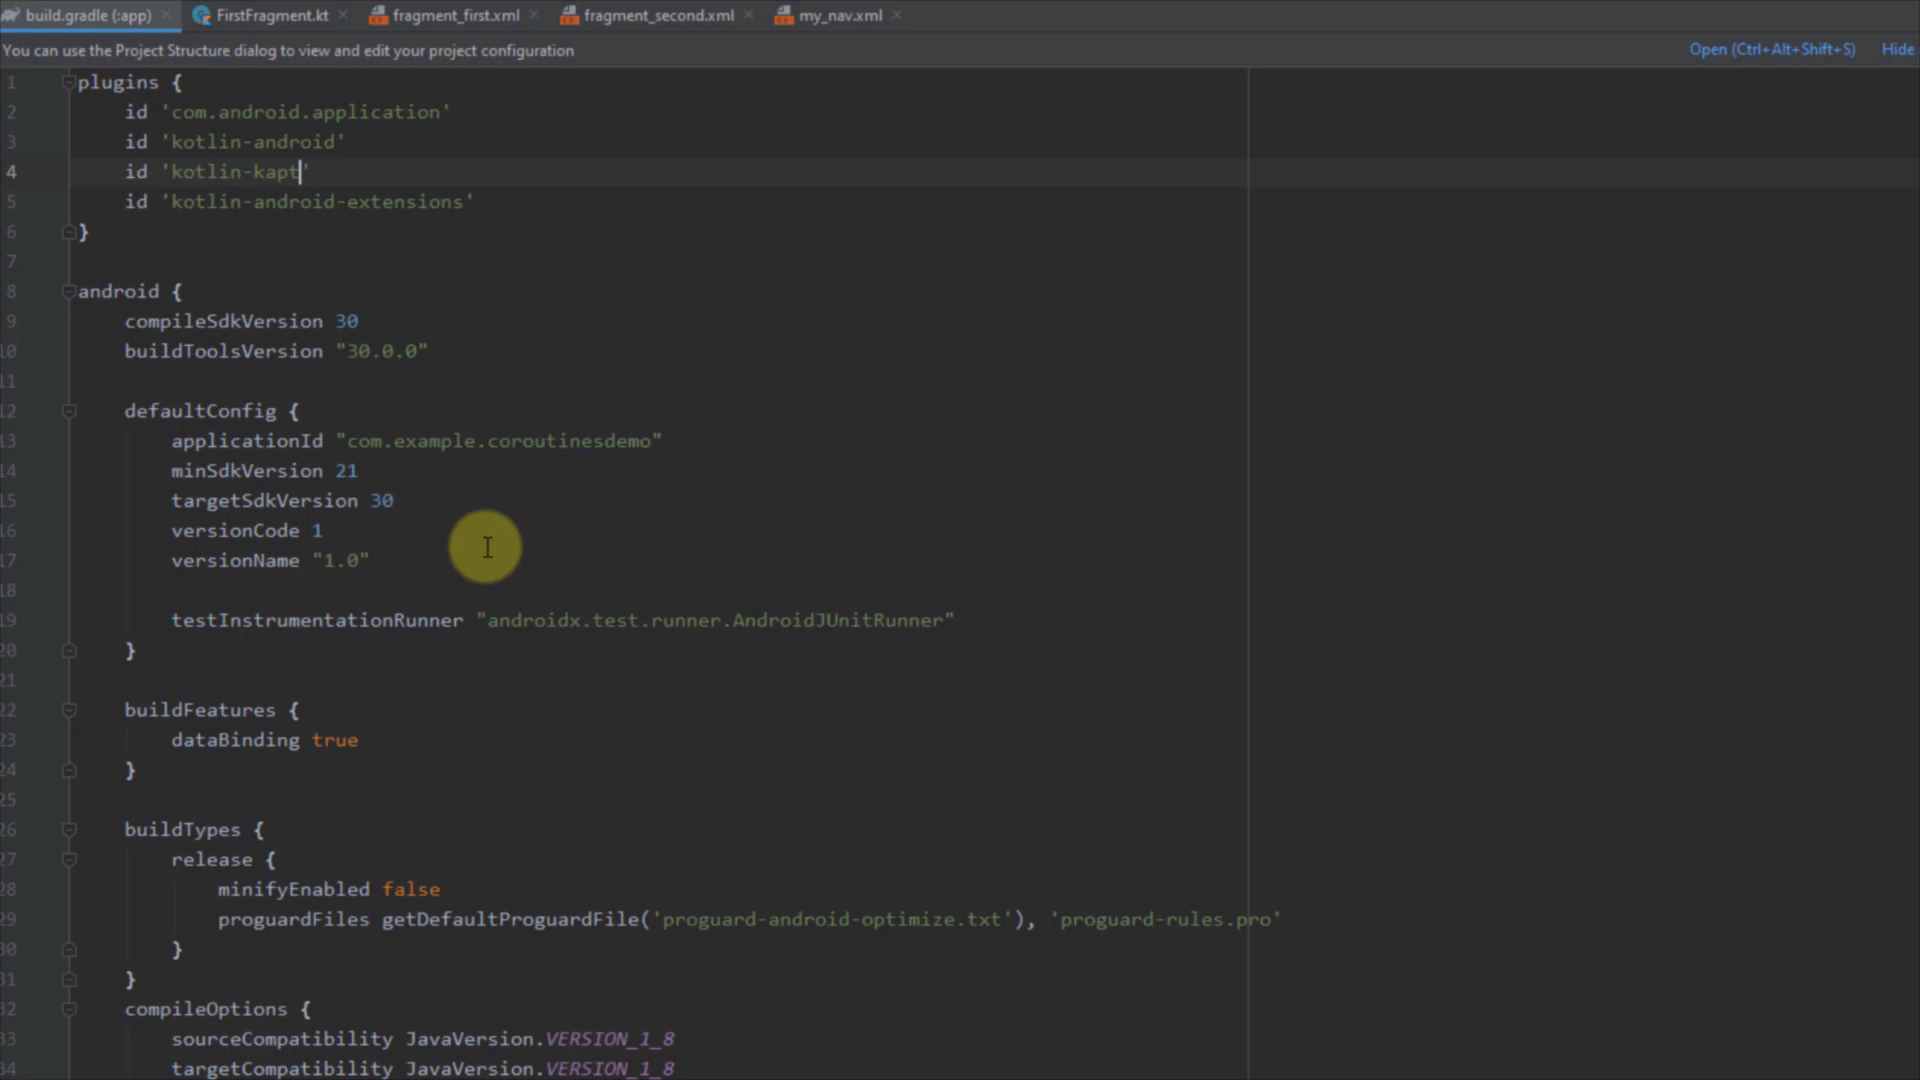 build.gradle (:app) FirstFragment.kt fragment_first.xml fragment_second.xml my_nav.xml
You can use the Project Structure dialog to view and edit your project configuration Open (Ctrl+Alt+Shift+S) Hide
1 plugins {
2 id 'com.android.application'
3 id 'kotlin-android'
4 id 'kotlin-kapt'
5 id 'kotlin-android-extensions'
6 }
7
8 android {
9 compileSdkVersion 30
10 buildToolsVersion "30.0.0"
11
12 defaultConfig {
13 applicationId "com.example.coroutinesdemo"
14 minSdkVersion 21
15 targetSdkVersion 30
16 versionCode 1
17 versionName "1.0"
18
19 testInstrumentationRunner "androidx.test.runner.AndroidJUnitRunner"
20 }
21
22 buildFeatures {
23 dataBinding true
24 }
25
26 buildTypes {
27 release {
28 minifyEnabled false
29 proguardFiles getDefaultProguardFile('proguard-android-optimize.txt'), 'proguard-rules.pro'
30 }
31 }
32 compileOptions {
33 sourceCompatibility JavaVersion.VERSION_1_8
34 targetCompatibility JavaVersion.VERSION_1_8